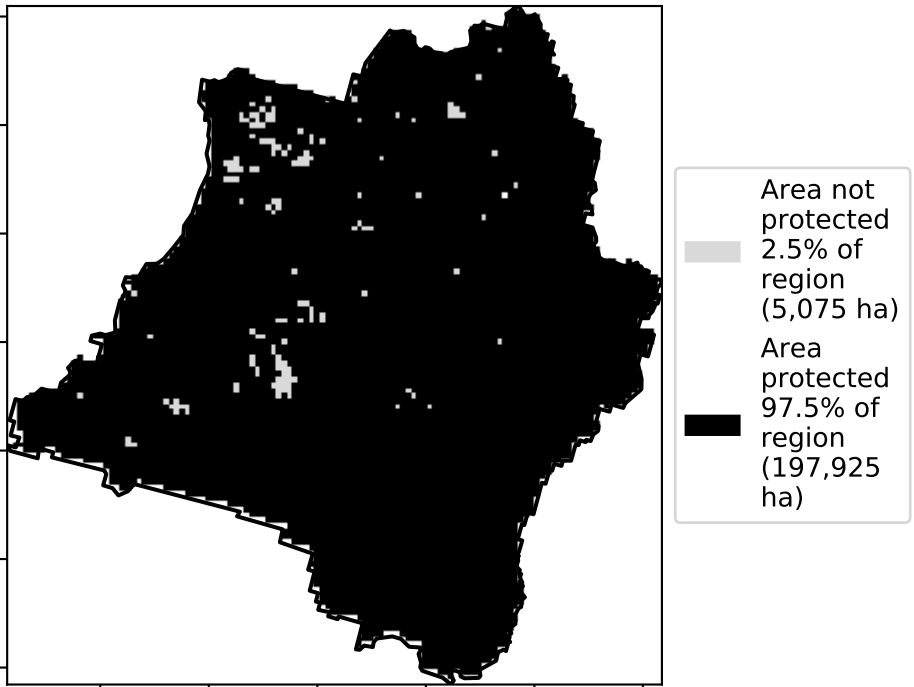 Area not
protected
2.5% of
region
(5,075 ha)
Area
protected
97.5% of
region
(197,925
ha)